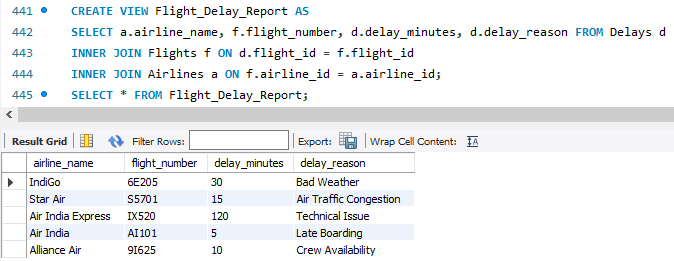 441 CREATE VIEW Flight_Delay_Report AS
442 SELECT a.airline_name, f.flight_number, d.delay_minutes, d.delay_reason FROM Delays d
443 INNER JOIN Flights f ON d.flight_id = f.flight_id
444 INNER JOIN Airlines a ON f.airline_id = a.airline_id;
445 SELECT * FROM Flight_Delay_Report;
Result Grid Filter Rows: Export: Wrap Cell Content: IA
airline_name flight_number delay_minutes delay_reason
IndiGo 6E205 30 Bad Weather
Star Air S5701 15 Air Traffic Congestion
Air India Express IX520 120 Technical Issue
Air India AI101 5 Late Boarding
Alliance Air 9I625 10 Crew Availability